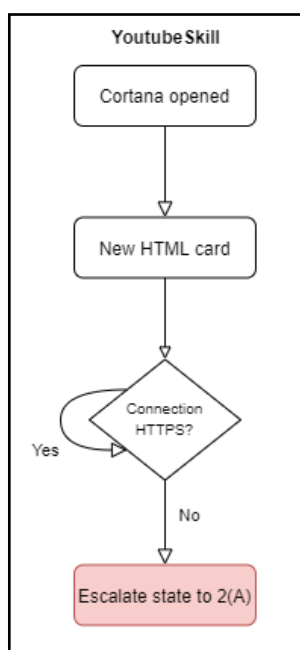 YoutubeSkill
Cortana opened
New HTML card
Connection
HTTPS?
Yes
No
Escalate state to 2(A)